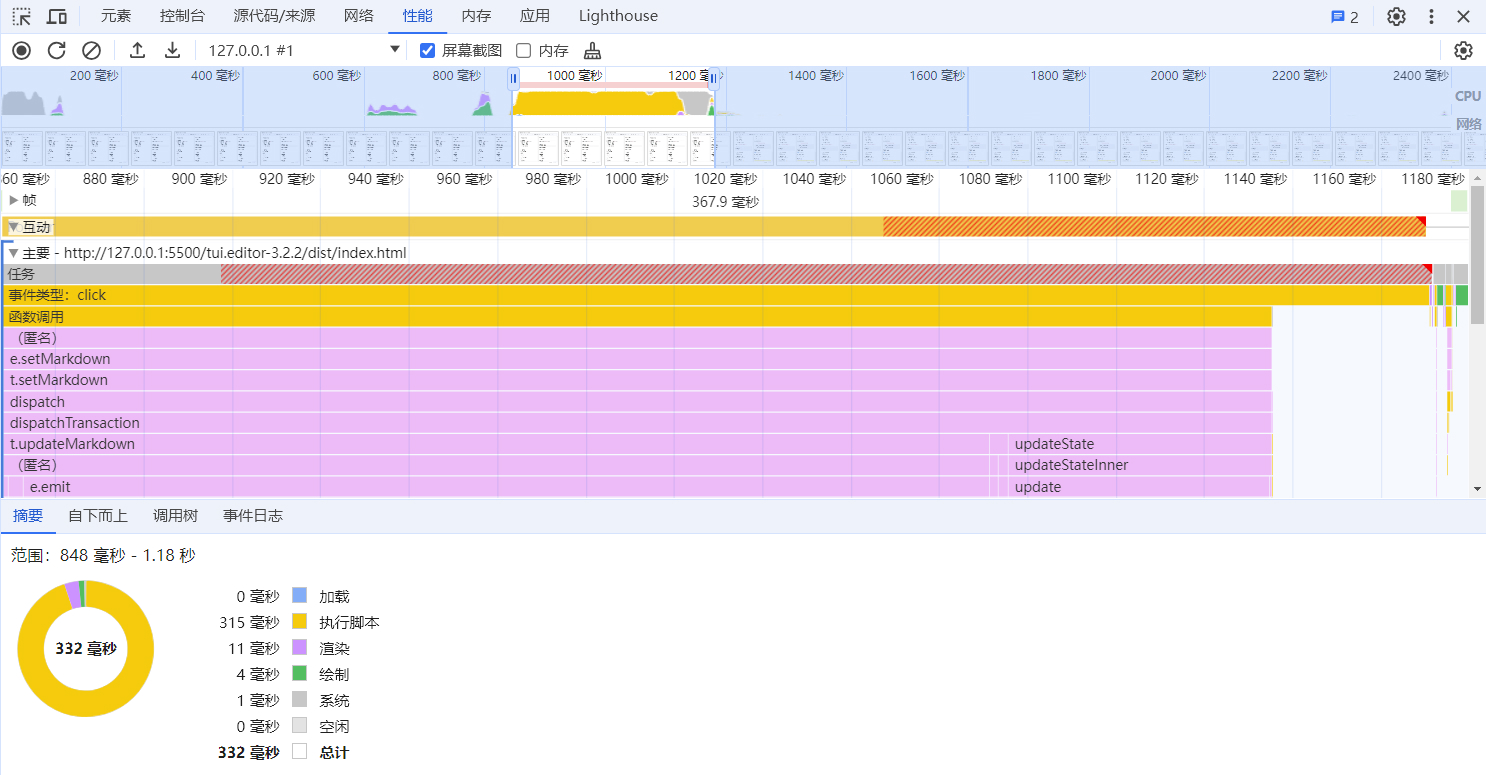 元素 控制台 源代码/来源 网络 性能 内存 应用 Lighthouse 2
127.0.0.1 #1 屏幕截图 内存
200 毫秒 400 毫秒 600 毫秒 800 毫秒 1000 毫秒 1200 毫秒 1400 毫秒 1600 毫秒 1800 毫秒 2000 毫秒 2200 毫秒 2400 毫秒
CPU
网络
60 毫秒 880 毫秒 900 毫秒 920 毫秒 940 毫秒 960 毫秒 980 毫秒 1000 毫秒 1020 毫秒 1040 毫秒 1060 毫秒 1080 毫秒 1100 毫秒 1120 毫秒 1140 毫秒 1160 毫秒 1180 毫秒
帧 367.9 毫秒
互动
主要 - http://127.0.0.1:5500/tui.editor-3.2.2/dist/index.html
任务
事件类型：click
函数调用
（匿名）
e.setMarkdown
t.setMarkdown
dispatch
dispatchTransaction
t.updateMarkdown updateState
（匿名） updateStateInner
e.emit update
摘要 自下而上 调用树 事件日志
范围：848 毫秒 - 1.18 秒
332 毫秒
0 毫秒 加载
315 毫秒 执行脚本
11 毫秒 渲染
4 毫秒 绘制
1 毫秒 系统
0 毫秒 空闲
332 毫秒 总计